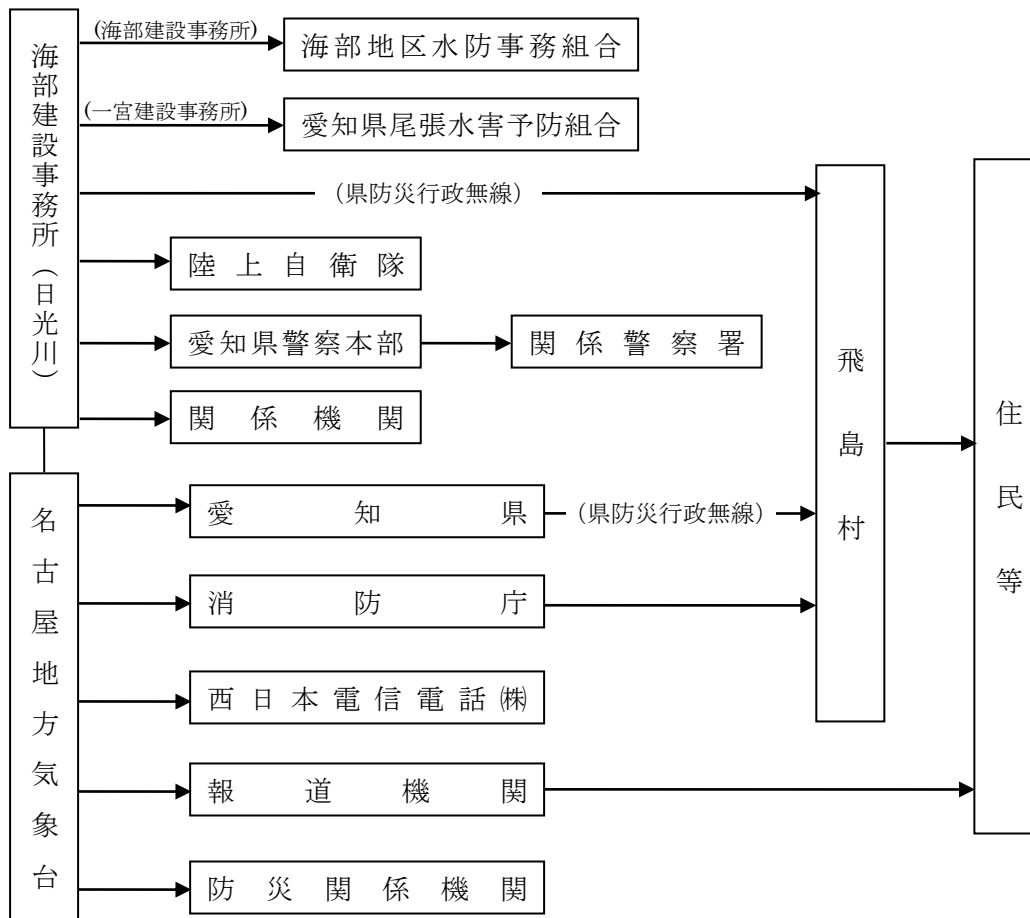 海部建設事務所（日光川）
(海部建設事務所)
海部地区水防事務組合
(一宮建設事務所)
愛知県尾張水害予防組合
（県防災行政無線）
陸上自衛隊
愛知県警察本部
関係警察署
関係機関
飛島村
住民等
名古屋地方気象台
愛知県
（県防災行政無線）
消防庁
西日本電信電話㈱
報道機関
防災関係機関